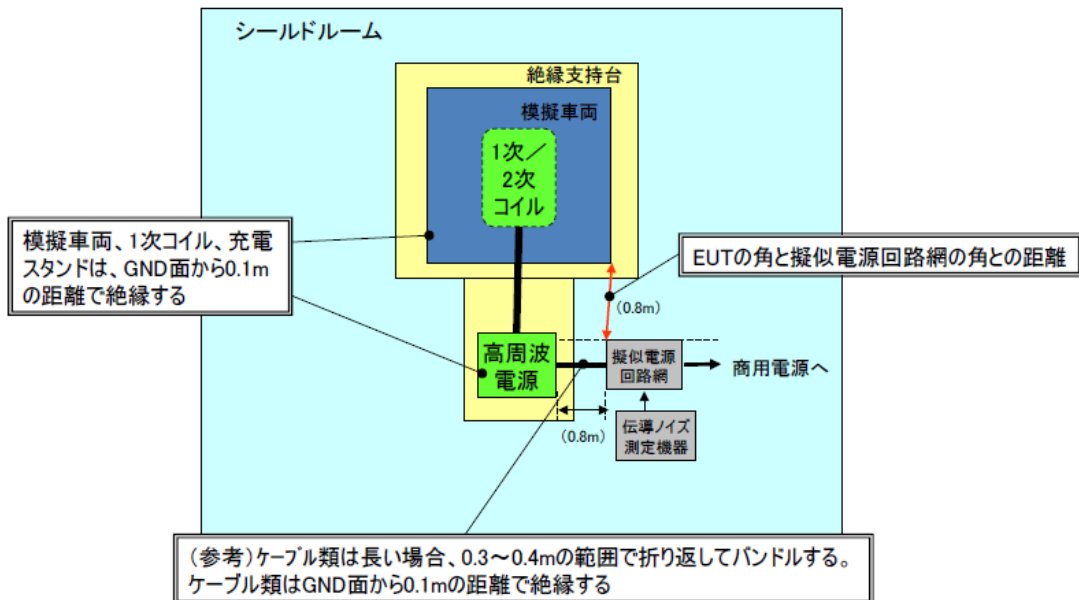 シールドルーム
絶縁支持台
模擬車両
1次／
2次
コイル
模擬車両、1次コイル、充電
スタンドは、GND面から0.1m
の距離で絶縁する
EUTの角と擬似電源回路網の角との距離
(0.8m)
高周波
電源
擬似電源
回路網
商用電源へ
(0.8m)
伝導ノイズ
測定機器
(参考)ケーブル類は長い場合、0.3～0.4mの範囲で折り返してバンドルする。
ケーブル類はGND面から0.1mの距離で絶縁する